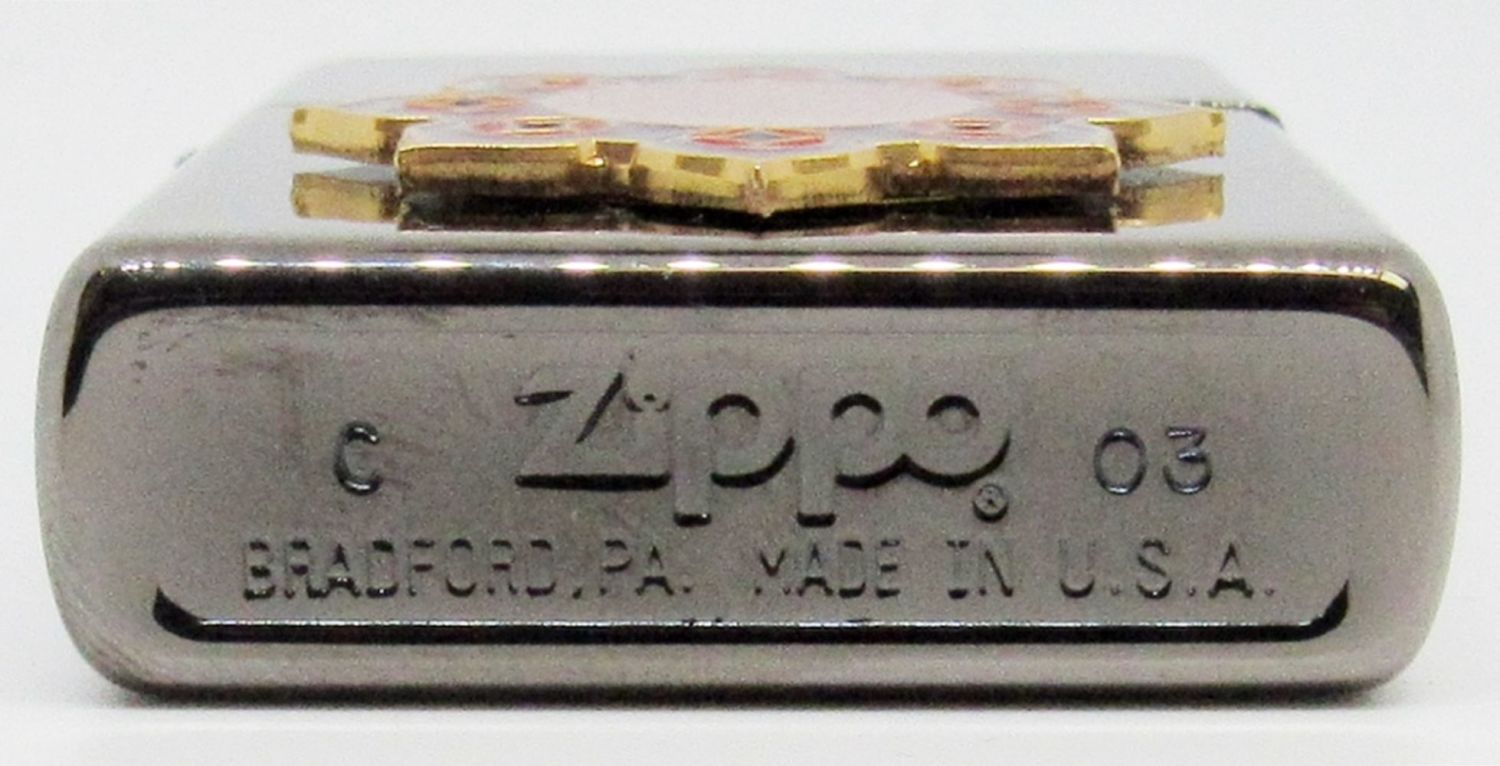 C Zippo® 03
BRADFORD, PA. MADE IN U.S.A.